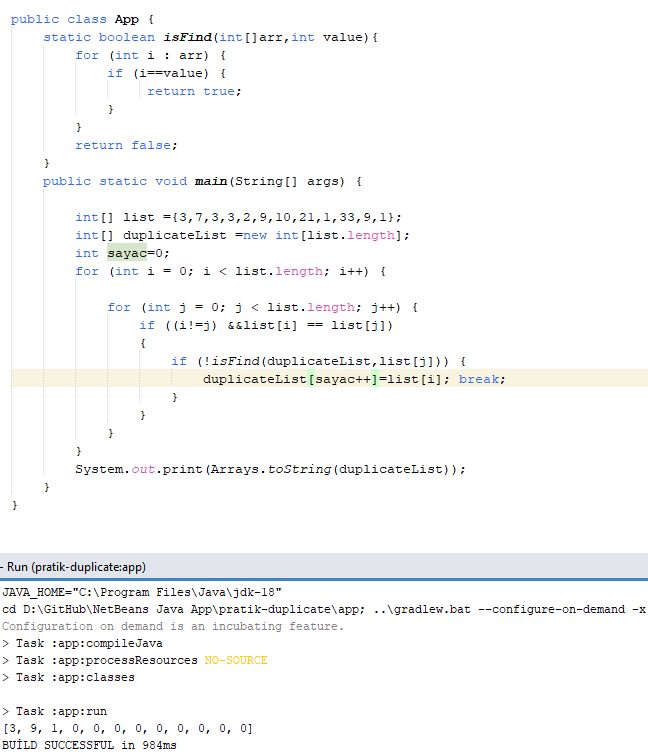 public class App {
static boolean isFind(int[]arr,int value){
for (int i : arr) {
if (i==value) {
return true;
}
}
return false;
}
public static void main(String[] args) {
int[] list ={3,7,3,3,2,9,10,21,1,33,9,1};
int[] duplicateList =new int[list.length];
int sayac=0;
for (int i = 0; i < list.length; i++) {
for (int j = 0; j < list.length; j++) {
if ((i!=j) &&list[i] == list[j])
{
if (!isFind(duplicateList,list[j])) {
duplicateList[sayac++]=list[i]; break;
}
}
}
}
System.out.print(Arrays.toString(duplicateList));
}
}
- Run (pratik-duplicate:app)
JAVA_HOME="C:\Program Files\Java\jdk-18"
cd D:\GitHub\NetBeans Java App\pratik-duplicate\app; ..\gradlew.bat --configure-on-demand -x
Configuration on demand is an incubating feature.
> Task :app:compileJava
> Task :app:processResources NO-SOURCE
> Task :app:classes
> Task :app:run
[3, 9, 1, 0, 0, 0, 0, 0, 0, 0, 0, 0]
BUİLD SUCCESSFUL in 984ms